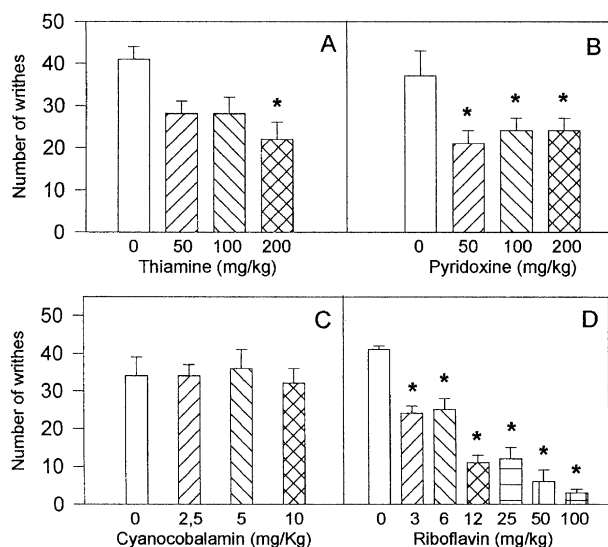 50
40
30
20
10
0
Number of writhes
A
*
0 50 100 200
Thiamine (mg/kg)
B
* * *
0 50 100 200
Pyridoxine (mg/kg)
50
40
30
20
10
0
Number of writhes
C
0 2,5 5 10
Cyanocobalamin (mg/Kg)
D
* * * * * *
0 3 6 12 25 50 100
Riboflavin (mg/kg)